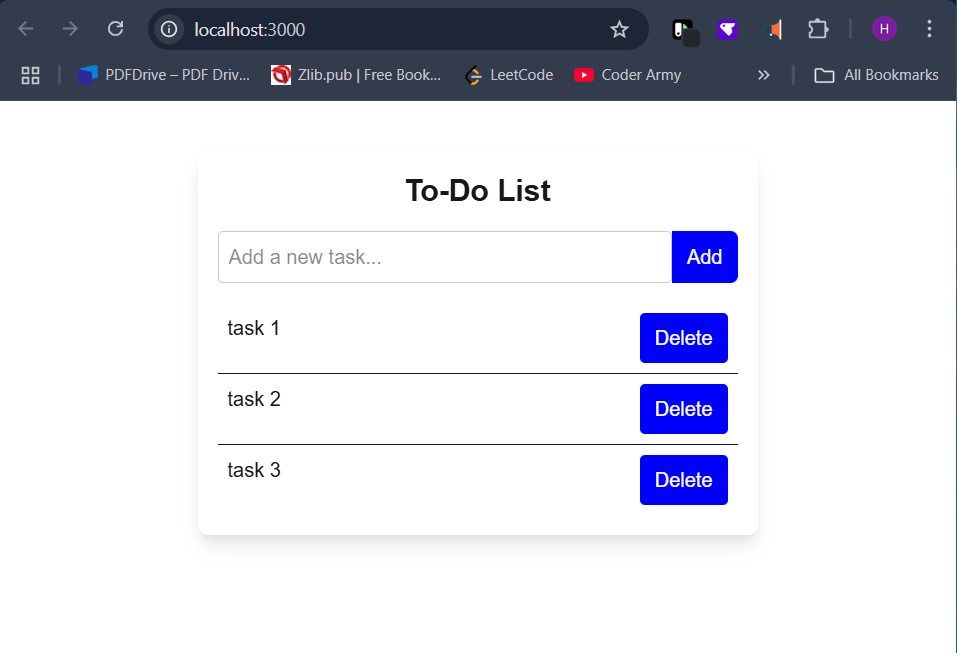 localhost:3000
H
PDFDrive – PDF Driv... Zlib.pub | Free Book... LeetCode Coder Army » All Bookmarks
To-Do List
Add a new task... Add
task 1 Delete
task 2 Delete
task 3 Delete